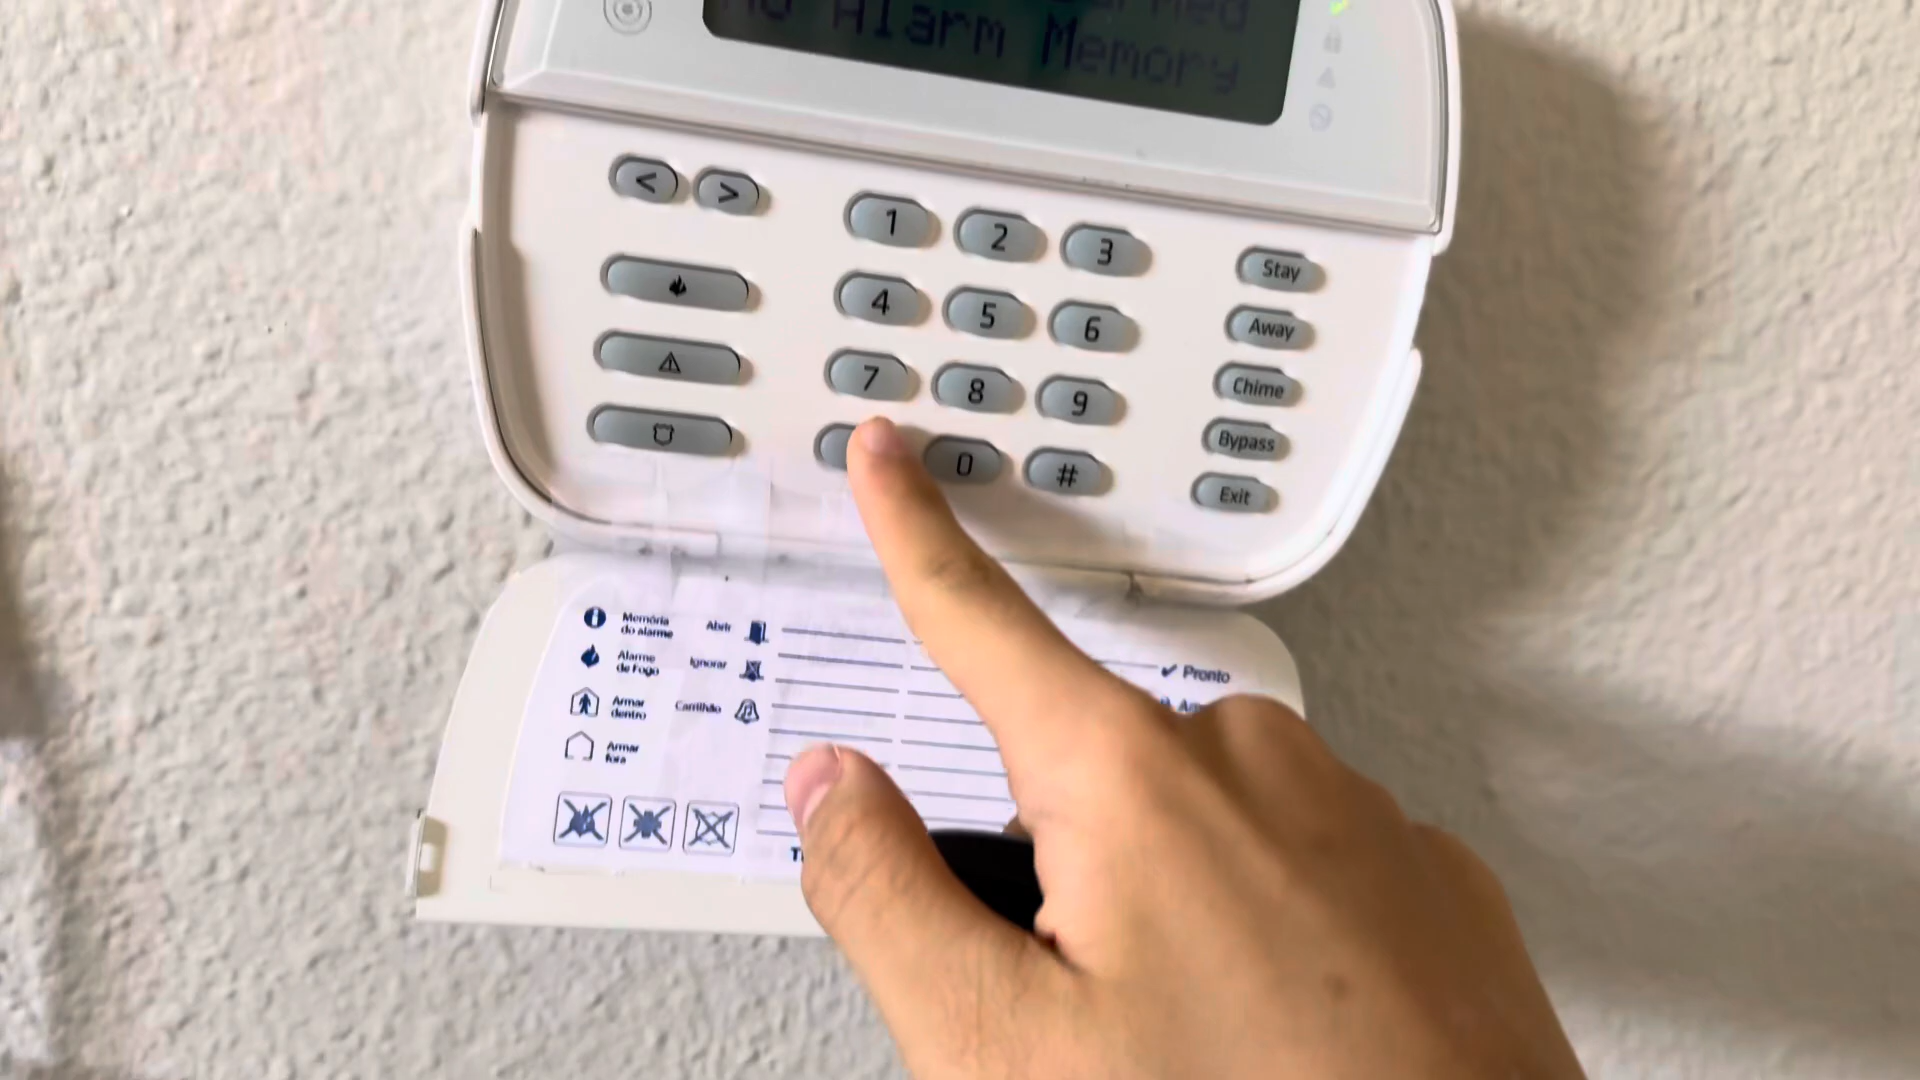 Alarm Memory
< >
1 2 3
Stay
4 5 6
Away
7 8 9
Chime
0 #
Bypass
Exit
Memória
do alarme
Abrir
Alarme
de Fogo
Ignorar
Pronto
Armar
dentro
Carrilhão
Armar
fora